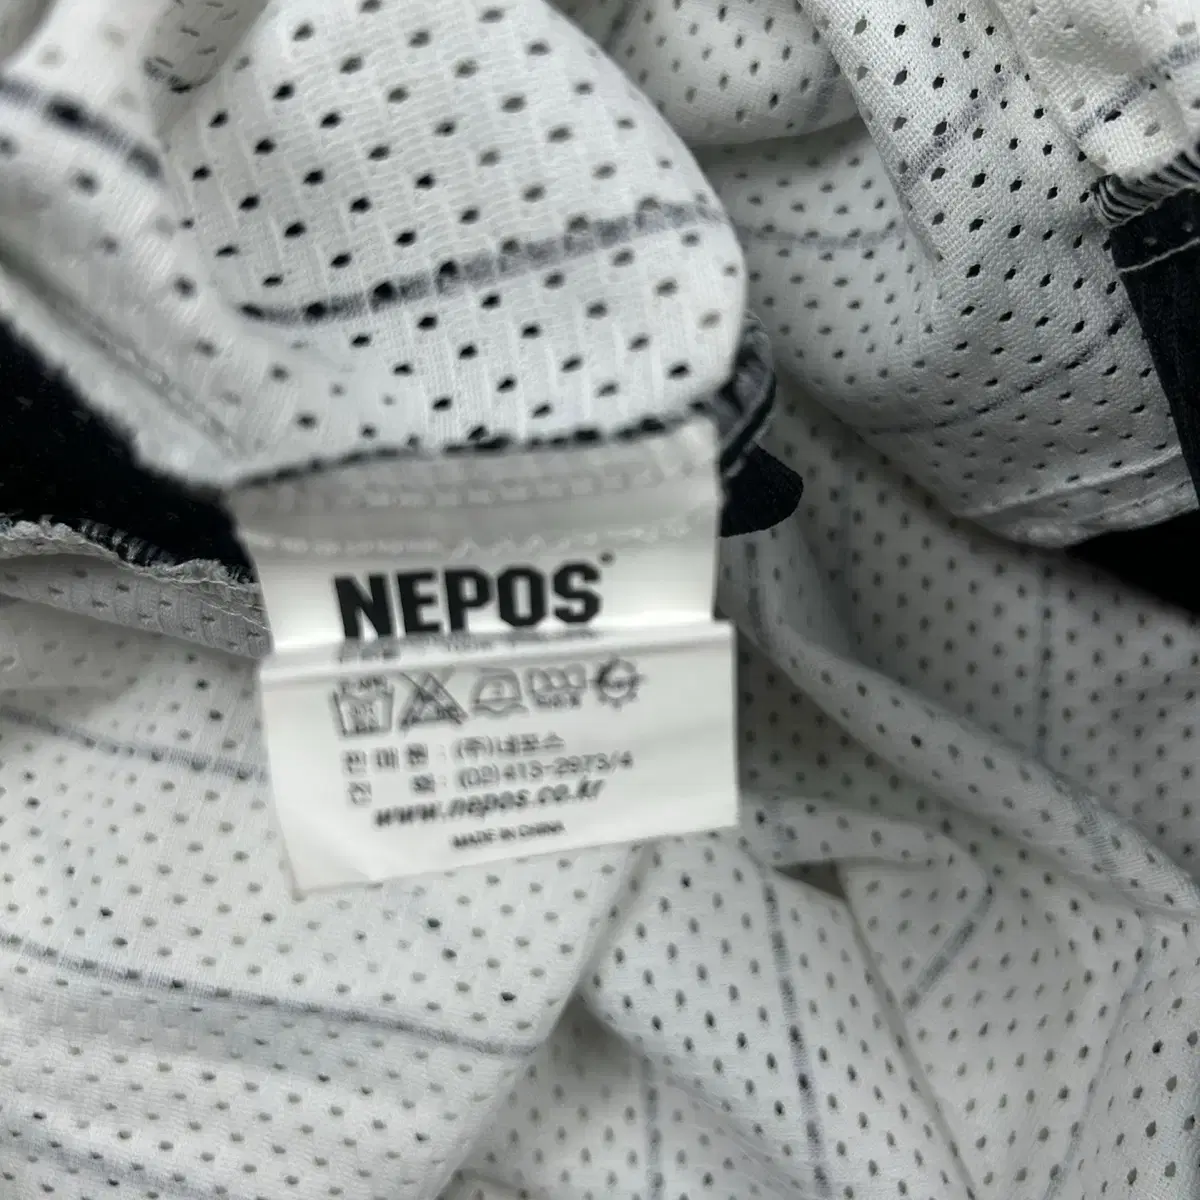 NEPOS
판 매 원 : (주)네포스
전 화 : (02)415-2973/4
www.nepos.co.kr
MADE IN CHINA